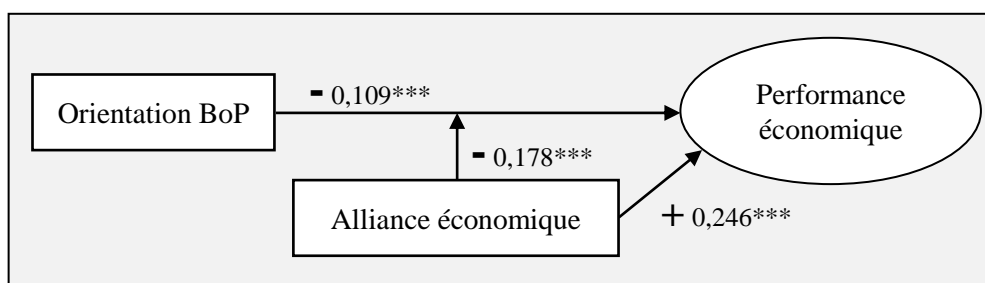 - 0,109***
Orientation BoP
Performance
économique
- 0,178***
Alliance économique
+ 0,246***